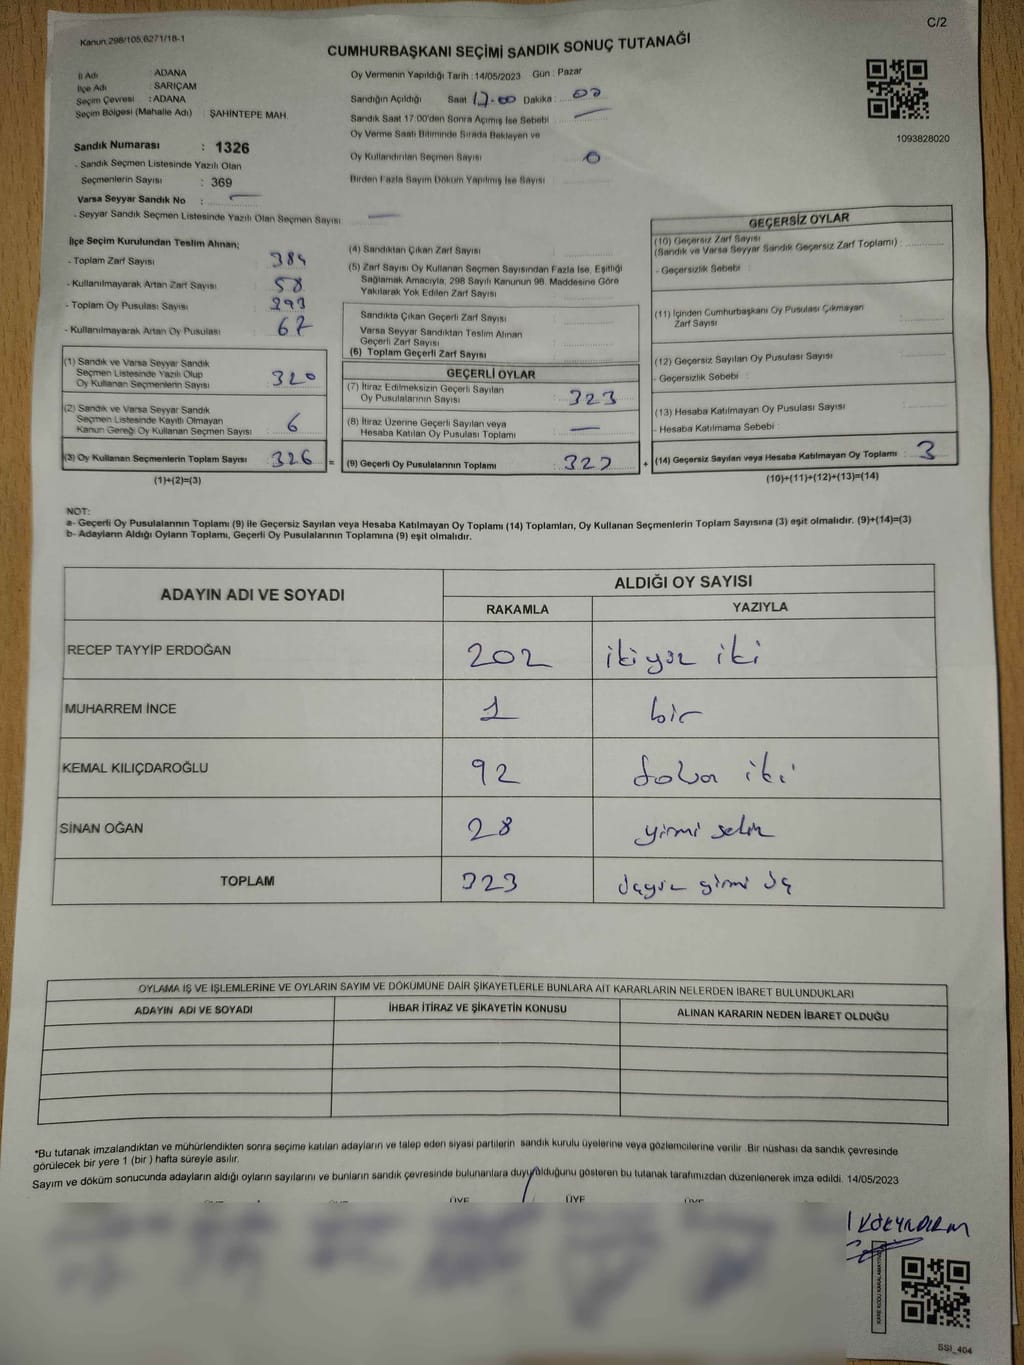 C/2
Kanun.298/105,6271/18-1
CUMHURBAŞKANI SEÇİMİ SANDIK SONUÇ TUTANAĞI
İl Adı : ADANA
İlçe Adı : SARIÇAM
Seçim Çevresi : ADANA
Seçim Bölgesi (Mahalle Adı) : ŞAHİNTEPE MAH.
Oy Vermenin Yapıldığı Tarih : 14/05/2023 Gün : Pazar
Sandığın Açıldığı Saat 17.00 Dakika : 00
Sandık Saat 17:00'den Sonra Açımış İse Sebebi
Oy Verme Saati Bitiminde Sırada Bekleyen ve
Oy Kullandırılan Seçmen Sayısı 0
Birden Fazla Sayım Döküm Yapılmış İse Sayısı
1093828020
Sandık Numarası : 1326
- Sandık Seçmen Listesinde Yazılı Olan
Seçmenlerin Sayısı : 369
Varsa Seyyar Sandık No :
- Seyyar Sandık Seçmen Listesinde Yazılı Olan Seçmen Sayısı
İlçe Seçim Kurulundan Teslim Alınan;
- Toplam Zarf Sayısı 384
- Kullanılmayarak Artan Zarf Sayısı : 58
- Toplam Oy Pusulası Sayısı : 393
- Kullanılmayarak Artan Oy Pusulası : 67
(1) Sandık ve Varsa Seyyar Sandık
Seçmen Listesinde Yazılı Olup
Oy Kullanan Seçmenlerin Sayısı : 320
(2) Sandık ve Varsa Seyyar Sandık
Seçmen Listesinde Kayıtlı Olmayan
Kanun Gereği Oy Kullanan Seçmen Sayısı : 6
(3) Oy Kullanan Seçmenlerin Toplam Sayısı : 326 =
(1)+(2)=(3)
(4) Sandıktan Çıkan Zarf Sayısı
(5) Zarf Sayısı Oy Kullanan Seçmen Sayısından Fazla İse, Eşitliği
Sağlamak Amacıyla, 298 Sayılı Kanunun 98. Maddesine Göre
Yakılarak Yok Edilen Zarf Sayısı
Sandıkta Çıkan Geçerli Zarf Sayısı
Varsa Seyyar Sandıktan Teslim Alınan
Geçerli Zarf Sayısı
(6) Toplam Geçerli Zarf Sayısı
GEÇERLİ OYLAR
(7) İtiraz Edilmeksizin Geçerli Sayılan
Oy Pusulalarının Sayısı : 323
(8) İtiraz Üzerine Geçerli Sayılan veya
Hesaba Katılan Oy Pusulası Toplamı : —
(9) Geçerli Oy Pusulalarının Toplamı : 323 +
GEÇERSİZ OYLAR
(10) Geçersiz Zarf Sayısı
(Sandık ve Varsa Seyyar Sandık Geçersiz Zarf Toplamı) :
- Geçersizlik Sebebi :
(11) İçinden Cumhurbaşkanı Oy Pusulası Çıkmayan
Zarf Sayısı
(12) Geçersiz Sayılan Oy Pusulası Sayısı
- Geçersizlik Sebebi :
(13) Hesaba Katılmayan Oy Pusulası Sayısı
- Hesaba Katılmama Sebebi
(14) Geçersiz Sayılan veya Hesaba Katılmayan Oy Toplamı : 3
(10)+(11)+(12)+(13)=(14)
NOT:
a- Geçerli Oy Pusulalarının Toplamı (9) ile Geçersiz Sayılan veya Hesaba Katılmayan Oy Toplamı (14) Toplamları, Oy Kullanan Seçmenlerin Toplam Sayısına (3) eşit olmalıdır. (9)+(14)=(3)
b- Adayların Aldığı Oyların Toplamı, Geçerli Oy Pusulalarının Toplamına (9) eşit olmalıdır.
ADAYIN ADI VE SOYADI
ALDIĞI OY SAYISI
RAKAMLA YAZIYLA
RECEP TAYYİP ERDOĞAN 202 ikiyüz iki
MUHARREM İNCE 1 bir
KEMAL KILIÇDAROĞLU 92 doksan iki
SİNAN OĞAN 28 yirmi sekiz
TOPLAM 323 üçyüz yirmi üç
OYLAMA İŞ VE İŞLEMLERİNE VE OYLARIN SAYIM VE DÖKÜMÜNE DAİR ŞİKAYETLERLE BUNLARA AİT KARARLARIN NELERDEN İBARET BULUNDUKLARI
ADAYIN ADI VE SOYADI İHBAR İTİRAZ VE ŞİKAYETİN KONUSU ALINAN KARARIN NEDEN İBARET OLDUĞU
*Bu tutanak imzalandıktan ve mühürlendikten sonra seçime katılan adayların ve talep eden siyasi partilerin sandık kurulu üyelerine veya gözlemcilerine verilir. Bir nüshası da sandık çevresinde
görülecek bir yere 1 (bir) hafta süreyle asılır.
Sayım ve döküm sonucunda adayların aldığı oyların sayılarını ve bunların sandık çevresinde bulunanlara duyurulduğunu gösteren bu tutanak tarafımızdan düzenlenerek imza edildi. 14/05/2023
ÜYE ÜYE ÜYE ÜYE ÜYE
SSİ_404